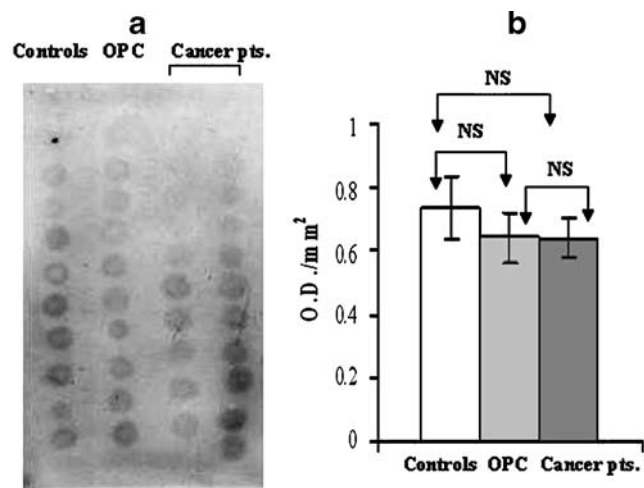 a
Controls OPC Cancer pts.
b
NS
NS
NS
O.D./mm²
1
0.8
0.6
0.4
0.2
0
Controls OPC Cancer pts.